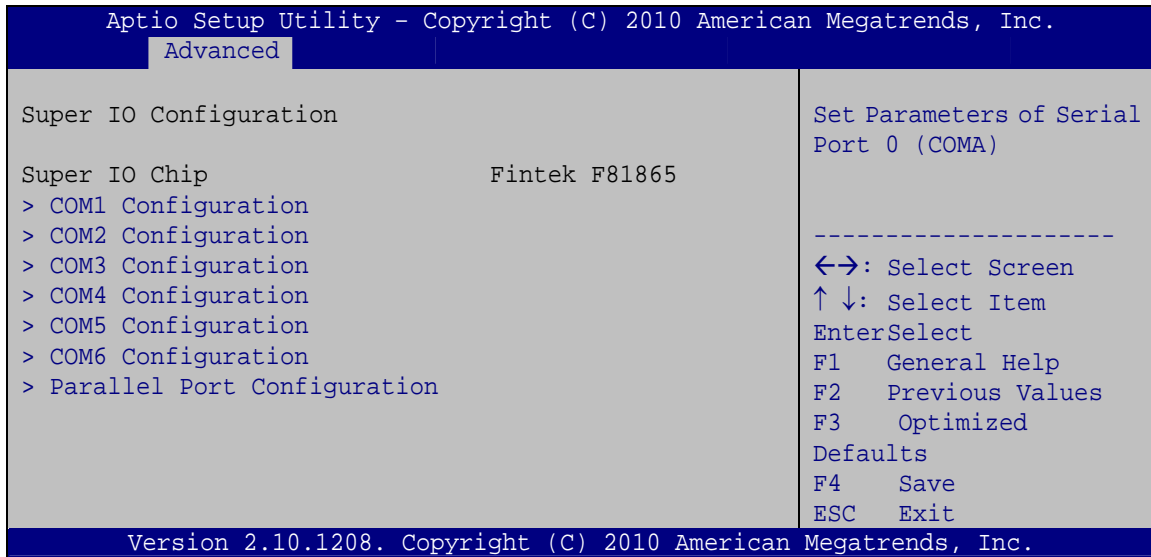 Aptio Setup Utility – Copyright (C) 2010 American Megatrends, Inc.
Advanced
Super IO Configuration
Super IO Chip Fintek F81865
> COM1 Configuration
> COM2 Configuration
> COM3 Configuration
> COM4 Configuration
> COM5 Configuration
> COM6 Configuration
> Parallel Port Configuration
Set Parameters of Serial
Port 0 (COMA)
---------------------
←→: Select Screen
↑ ↓: Select Item
EnterSelect
F1 General Help
F2 Previous Values
F3 Optimized
Defaults
F4 Save
ESC Exit
Version 2.10.1208. Copyright (C) 2010 American Megatrends, Inc.